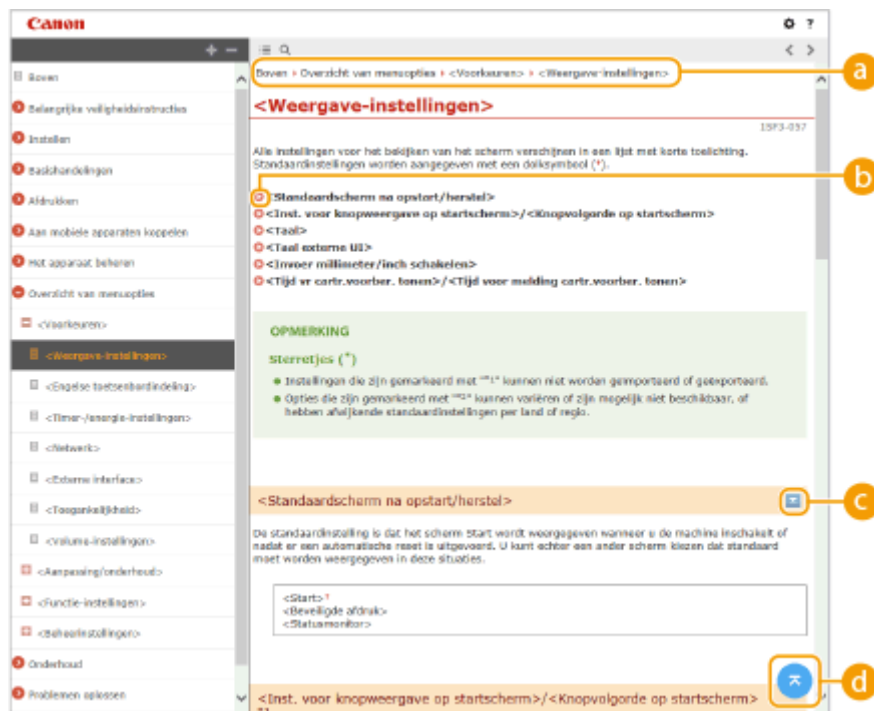 Canon
?
+ −
< >
Boven
Belangrijke veiligheidsinstructies
Instellen
Basishandelingen
Afdrukken
Aan mobiele apparaten koppelen
Het apparaat beheren
Overzicht van menuopties
<Voorkeuren>
<Weergave-instellingen>
<Engelse toetsenbordindeling>
<Timer-/energie-instellingen>
<Netwerk>
<Externe interface>
<Toegankelijkheid>
<Volume-instellingen>
<Aanpassing/onderhoud>
<Functie-instellingen>
<Beheerinstellingen>
Onderhoud
Problemen oplossen
Boven › Overzicht van menuopties › <Voorkeuren> › <Weergave-instellingen>
a
<Weergave-instellingen>
1SF3-037
Alle instellingen voor het bekijken van het scherm verschijnen in een lijst met korte toelichting.
Standaardinstellingen worden aangegeven met een dolksymbool (†).
b
<Standaardscherm na opstart/herstel>
<Inst. voor knopweergave op startscherm>/<Knopvolgorde op startscherm>
<Taal>
<Taal externe UI>
<Invoer millimeter/inch schakelen>
<Tijd vr cartr.voorber. tonen>/<Tijd voor melding cartr.voorber. tonen>
OPMERKING
Sterretjes (*)
Instellingen die zijn gemarkeerd met "*1" kunnen niet worden geïmporteerd of geëxporteerd.
Opties die zijn gemarkeerd met "*2" kunnen variëren of zijn mogelijk niet beschikbaar, of
hebben afwijkende standaardinstellingen per land of regio.
<Standaardscherm na opstart/herstel>
c
De standaardinstelling is dat het scherm Start wordt weergegeven wanneer u de machine inschakelt of
nadat er een automatische reset is uitgevoerd. U kunt echter een ander scherm kiezen dat standaard
moet worden weergegeven in deze situaties.
<Start>†
<Beveiligde afdruk>
<Statusmonitor>
d
<Inst. voor knopweergave op startscherm>/<Knopvolgorde op startscherm>